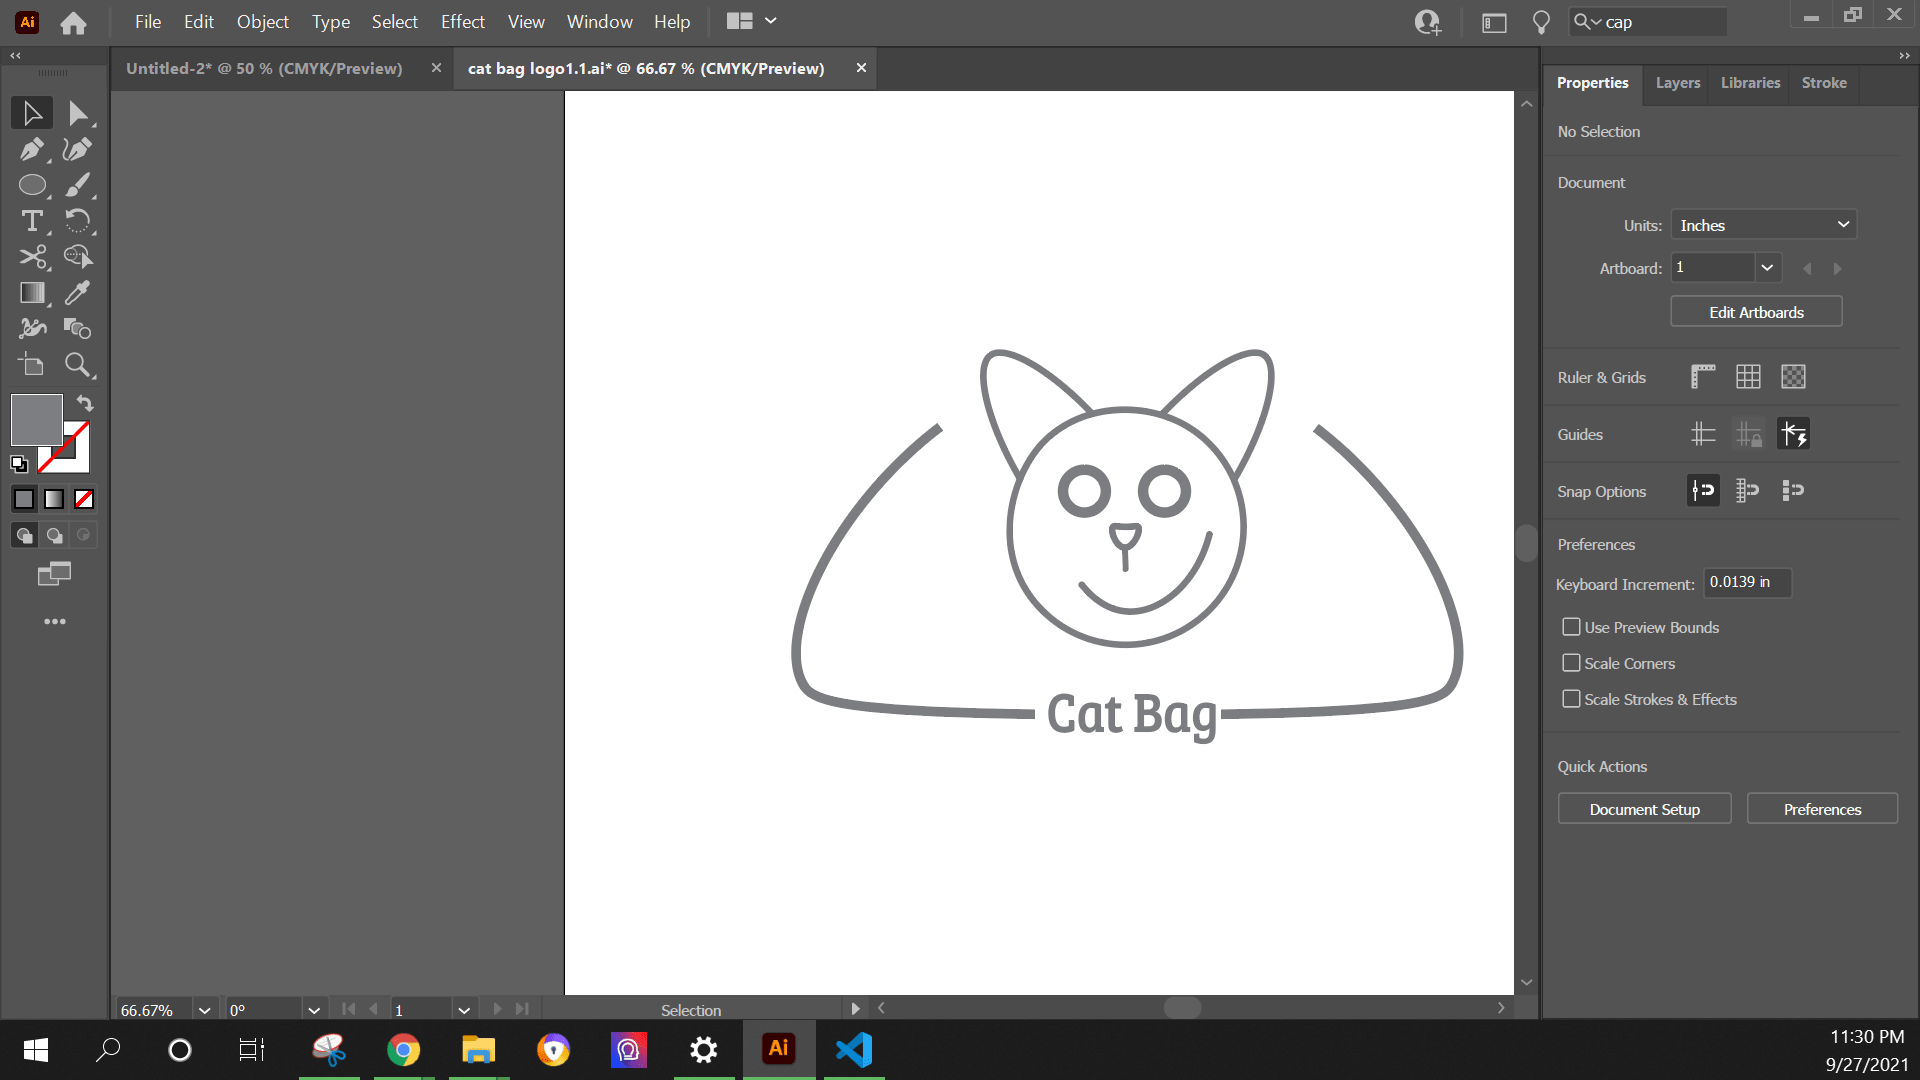 Ai File Edit Object Type Select Effect View Window Help cap
Untitled-2* @ 50 % (CMYK/Preview) × cat bag logo1.1.ai* @ 66.67 % (CMYK/Preview) ×
Properties Layers Libraries Stroke
No Selection
Document
Units: Inches
Artboard: 1
Edit Artboards
Ruler & Grids
Guides
Snap Options
Preferences
Keyboard Increment: 0.0139 in
Use Preview Bounds
Scale Corners
Scale Strokes & Effects
Quick Actions
Document Setup Preferences
Cat Bag
66.67% 0° 1 Selection
Ai
11:30 PM
9/27/2021